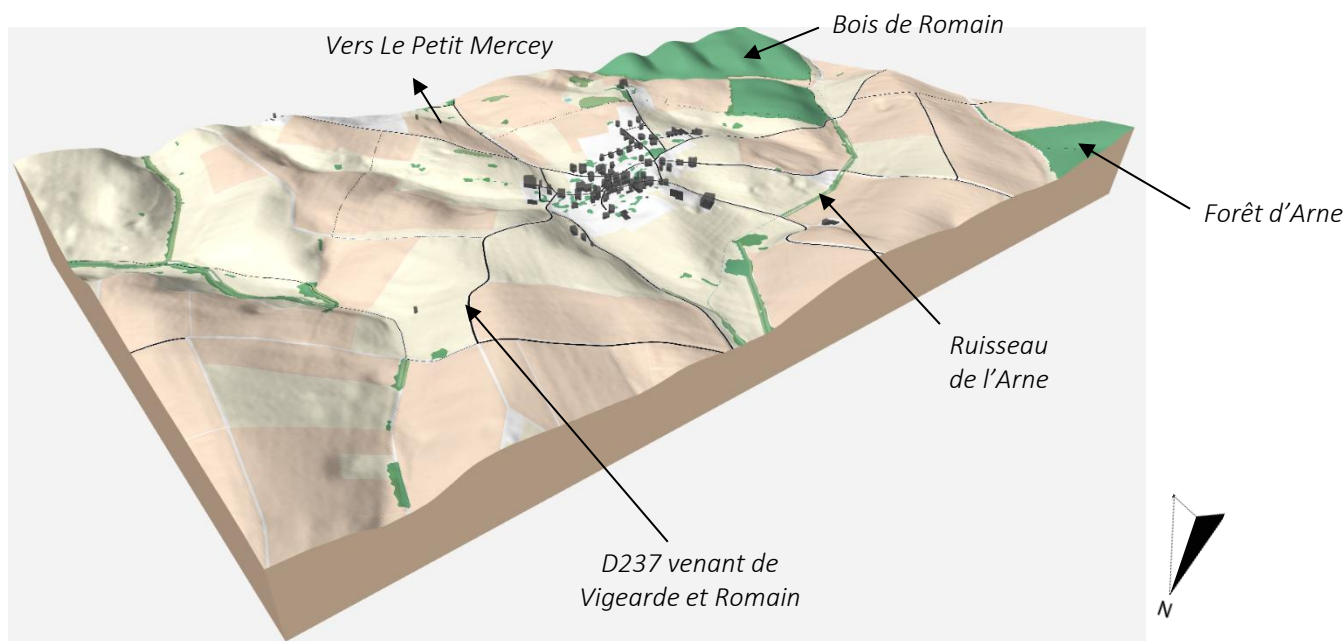 Bois de Romain
Vers Le Petit Mercey
Forêt d’Arne
Ruisseau
de l’Arne
D237 venant de
Vigearde et Romain
N